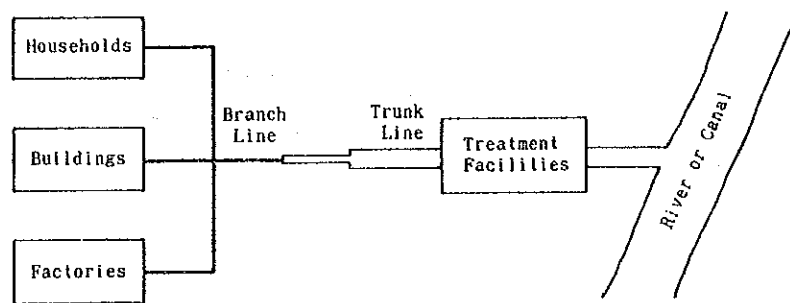 Households
Branch
Line
Trunk
Line
Buildings
Treatment
Facilities
River or Canal
Factories